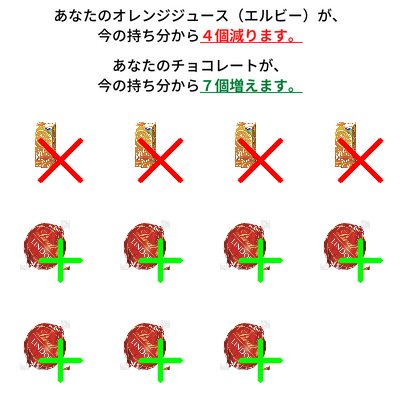 あなたのオレンジジュース（エルビー）が、
今の持ち分から４個減ります。
あなたのチョコレートが、
今の持ち分から７個増えます。